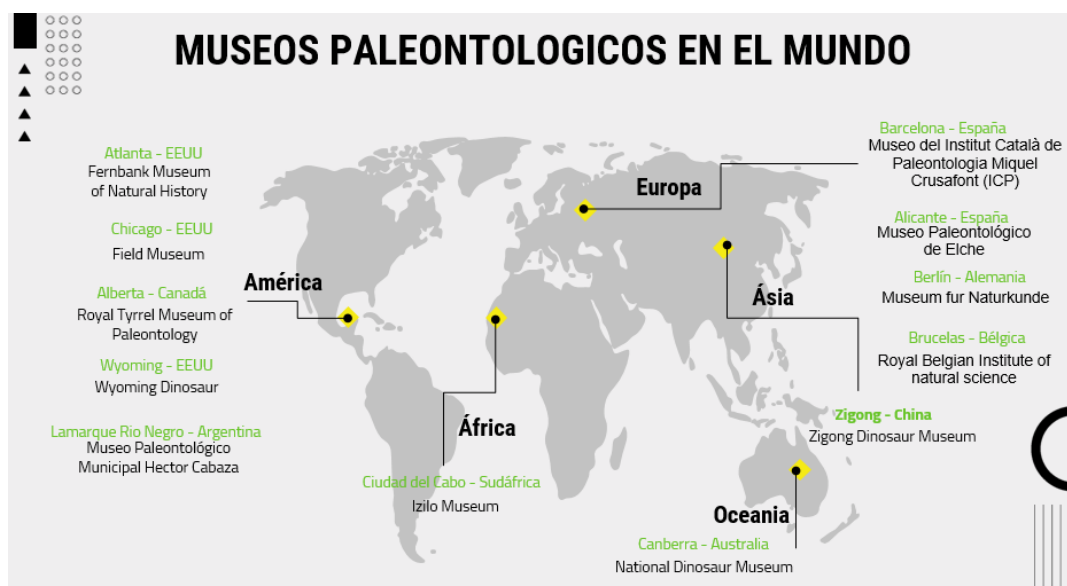 MUSEOS PALEONTOLOGICOS EN EL MUNDO
Atlanta - EEUU
Fernbank Museum
of Natural History
Chicago - EEUU
Field Museum
América
Alberta - Canadá
Royal Tyrrel Museum of
Paleontology
Wyoming - EEUU
Wyoming Dinosaur
Lamarque Rio Negro - Argentina
Museo Paleontológico
Municipal Hector Cabaza
África
Ciudad del Cabo - Sudáfrica
Izilo Museum
Europa
Barcelona - España
Museo del Institut Català de
Paleontologia Miquel
Crusafont (ICP)
Alicante - España
Museo Paleontológico
de Elche
Berlín - Alemania
Museum fur Naturkunde
Brucelas - Bélgica
Royal Belgian Institute of
natural science
Ásia
Zigong - China
Zigong Dinosaur Museum
Oceania
Canberra - Australia
National Dinosaur Museum